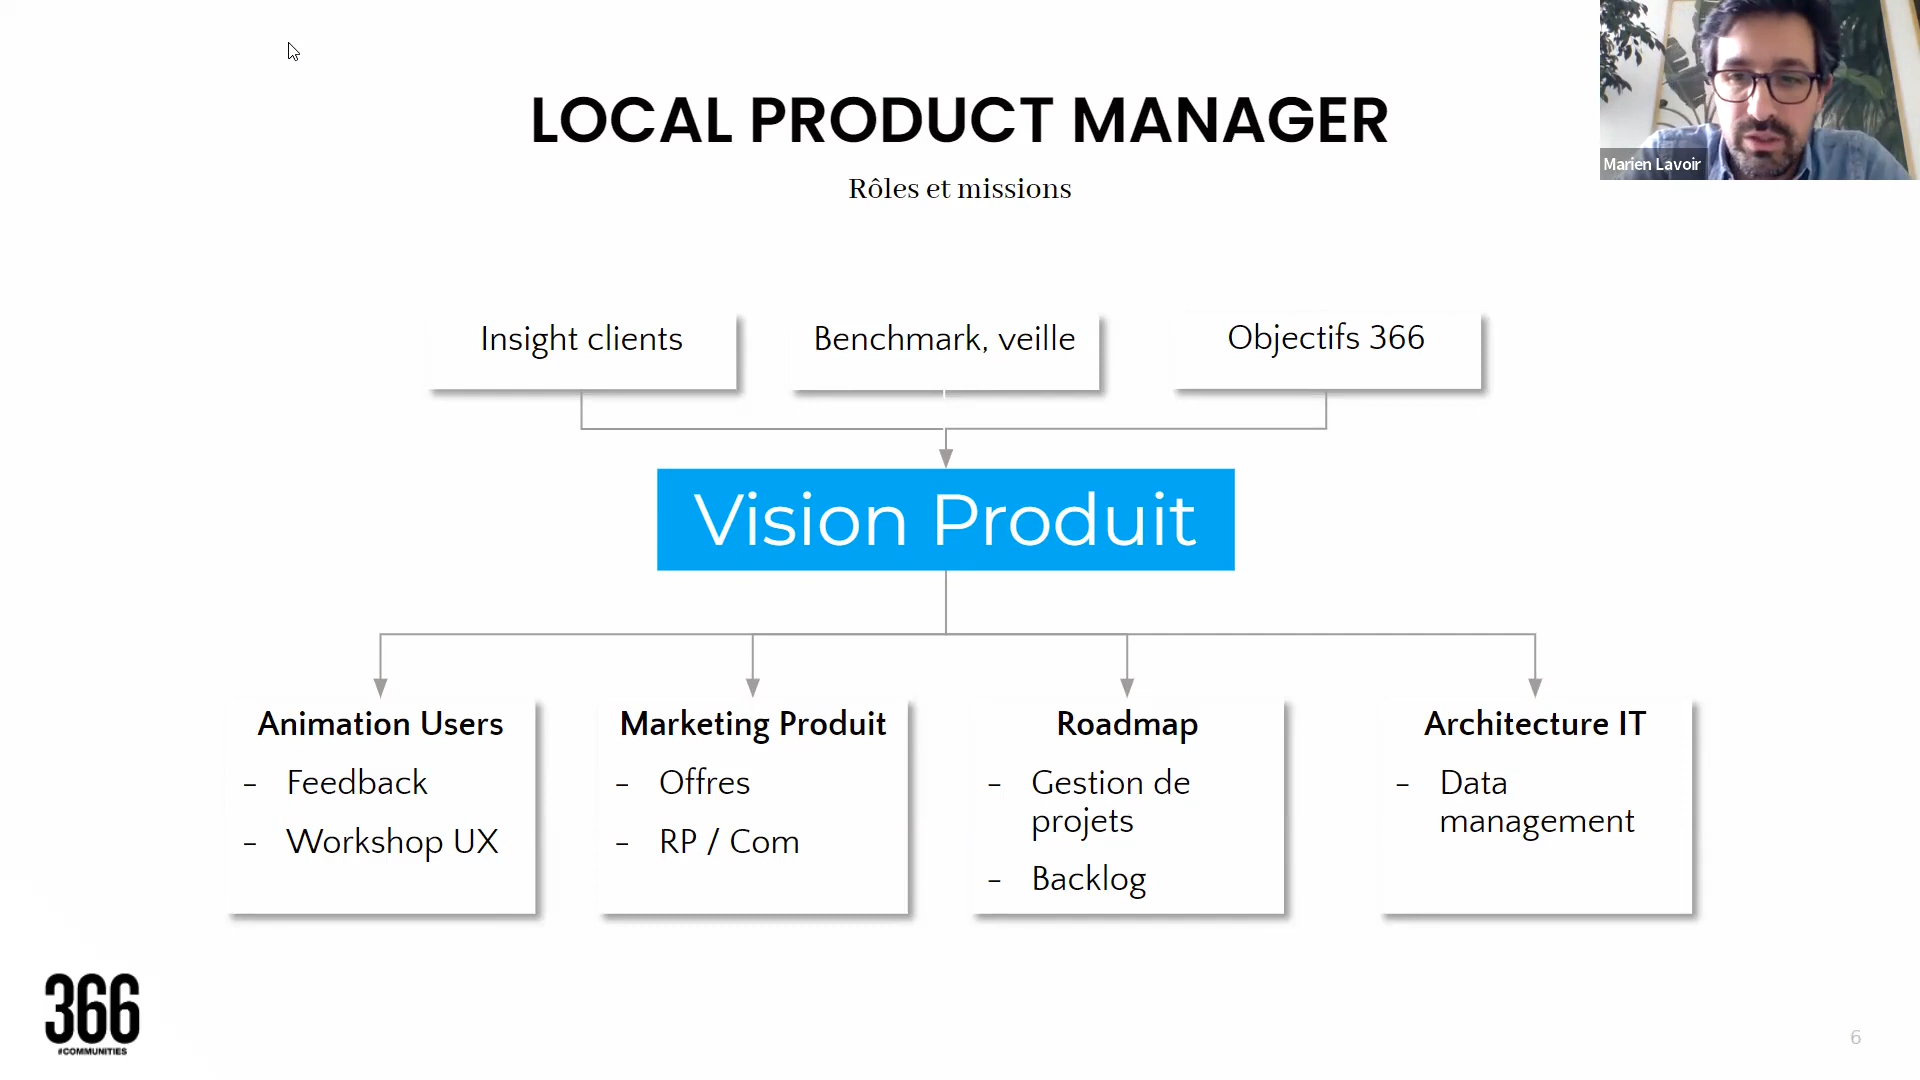 LOCAL PRODUCT MANAGER
Rôles et missions
Marien Lavoir
Insight clients
Benchmark, veille
Objectifs 366
Vision Produit
Animation Users
- Feedback
- Workshop UX
Marketing Produit
- Offres
- RP / Com
Roadmap
- Gestion de
projets
- Backlog
Architecture IT
- Data
management
366
#COMMUNITIES
6